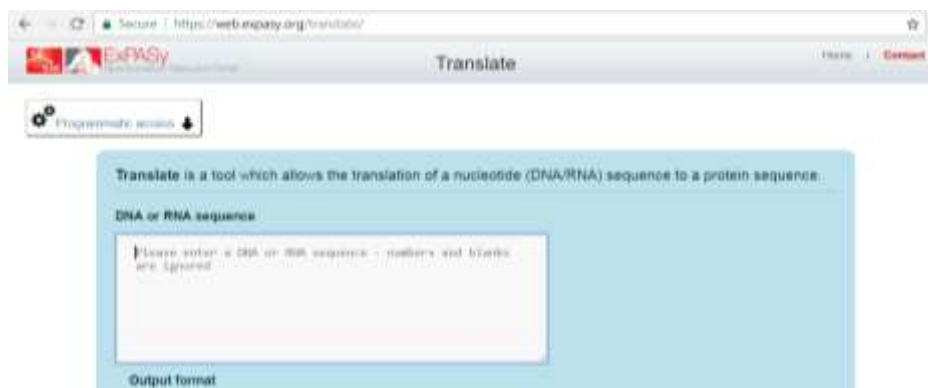 Secure https://web.expasy.org/translate/
ExPASy
Translate
Home | Contact
Programmatic access
Translate is a tool which allows the translation of a nucleotide (DNA/RNA) sequence to a protein sequence.
DNA or RNA sequence
Please enter a DNA or RNA sequence - numbers and blanks
are ignored
Output format